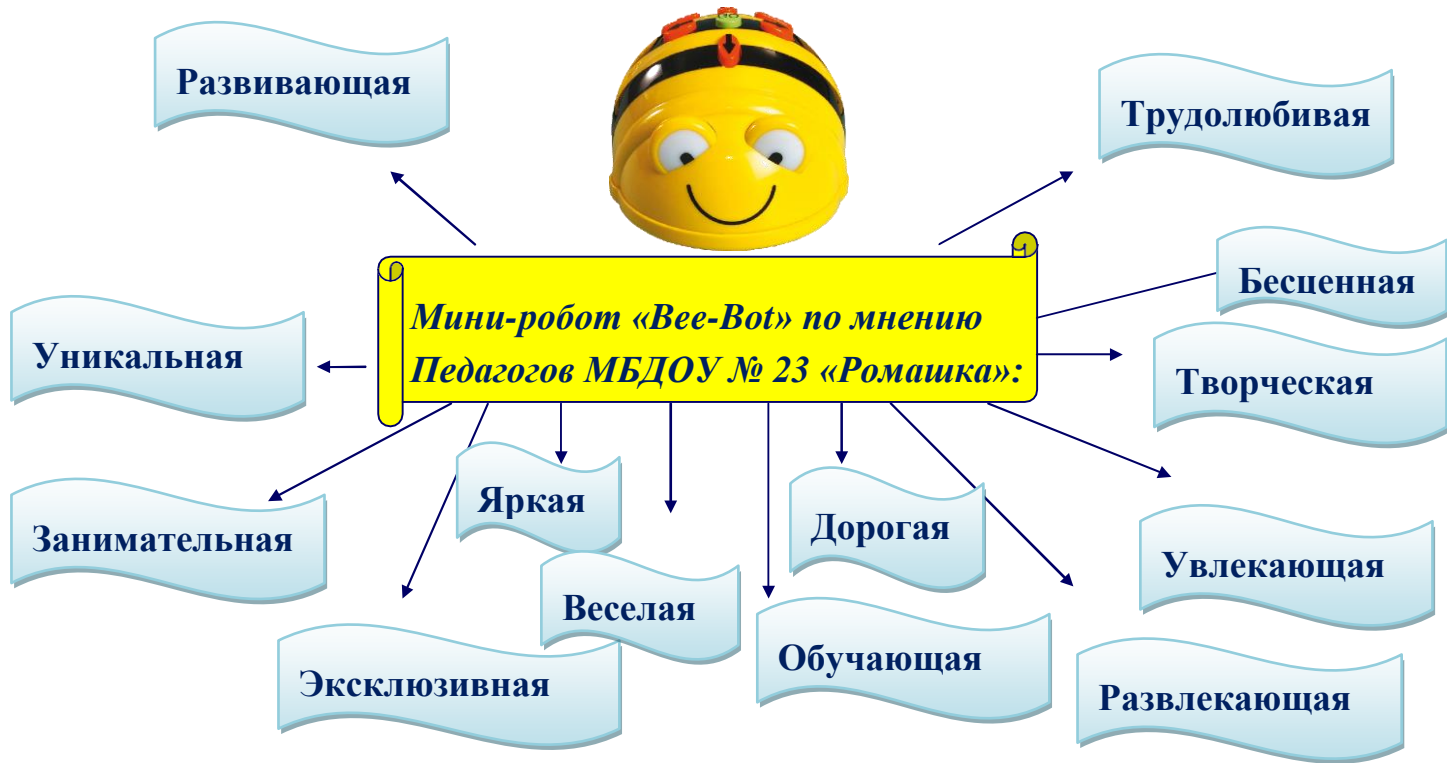 Развивающая
Трудолюбивая
Бесценная
Мини-робот «Bee-Bot» по мнению
Педагогов МБДОУ № 23 «Ромашка»:
Уникальная
Творческая
Яркая
Занимательная
Дорогая
Увлекающая
Веселая
Обучающая
Эксклюзивная
Развлекающая